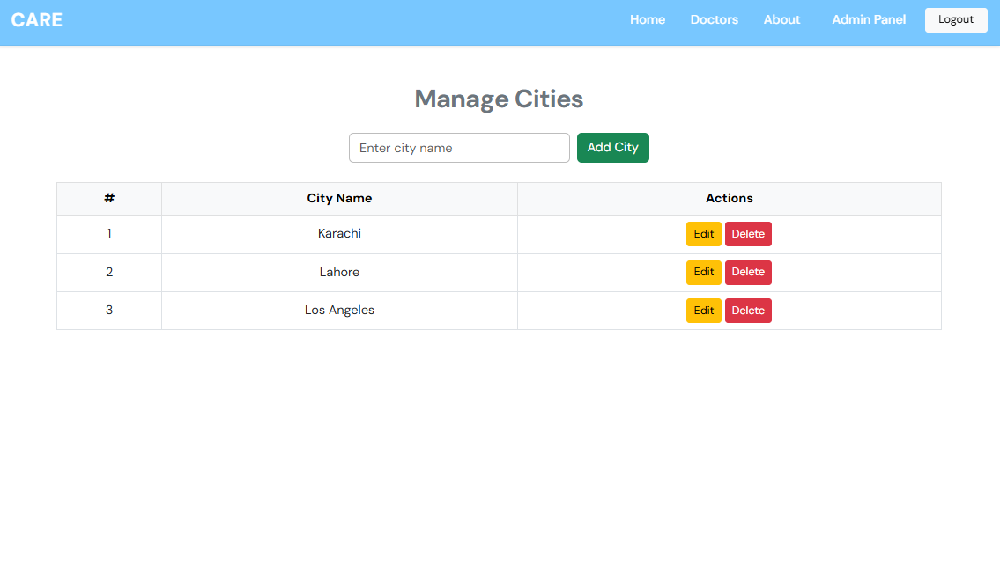 CARE Home Doctors About Admin Panel Logout
Manage Cities
Enter city name Add City
# City Name Actions
1 Karachi Edit Delete
2 Lahore Edit Delete
3 Los Angeles Edit Delete